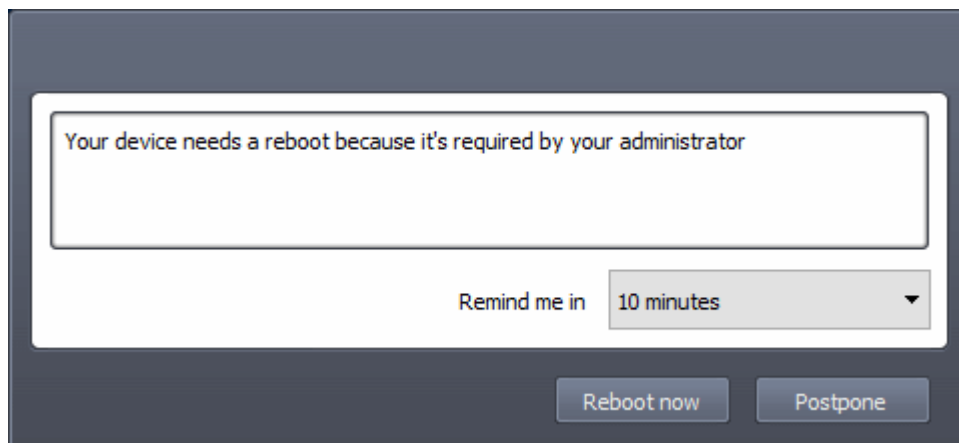 Your device needs a reboot because it's required by your administrator
Remind me in 10 minutes
Reboot now Postpone